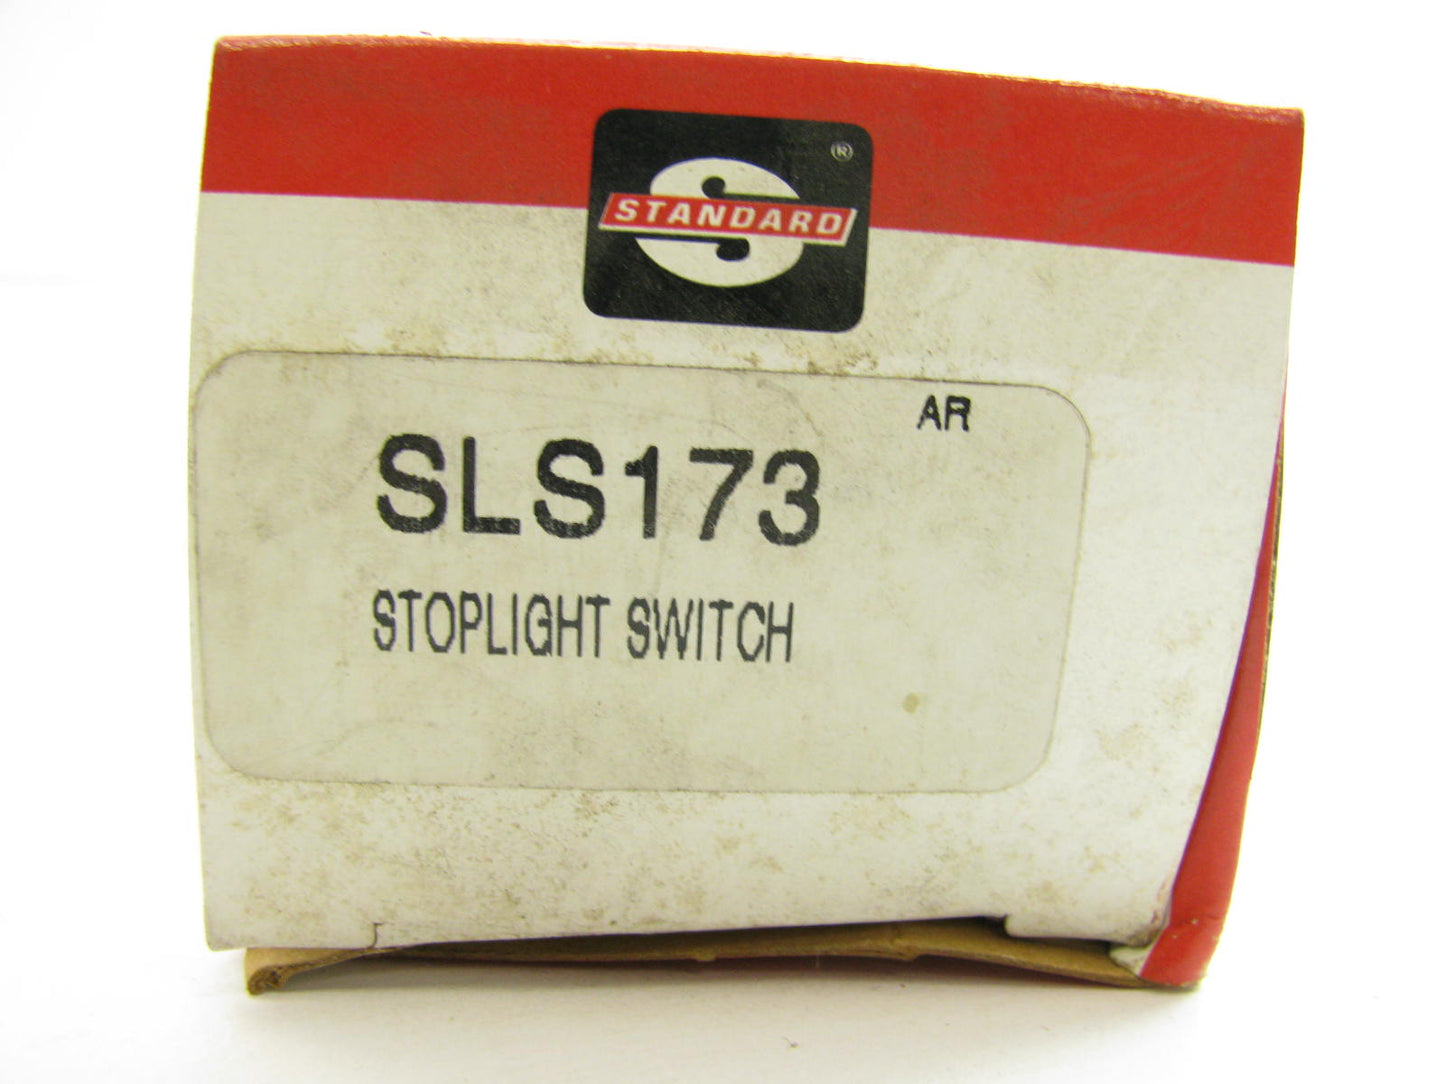 STANDARD ®
AR
SLS173
STOPLIGHT SWITCH